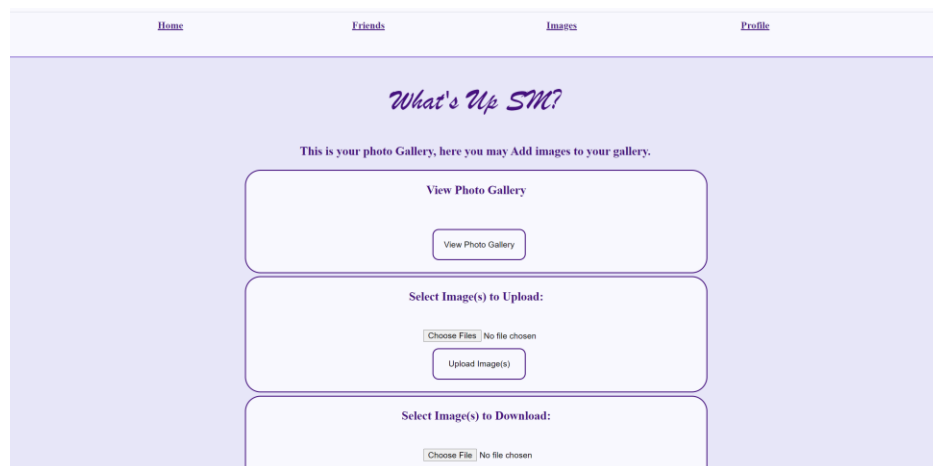 Home Friends Images Profile
What's Up SM?
This is your photo Gallery, here you may Add images to your gallery.
View Photo Gallery
View Photo Gallery
Select Image(s) to Upload:
Choose Files No file chosen
Upload Image(s)
Select Image(s) to Download:
Choose File No file chosen